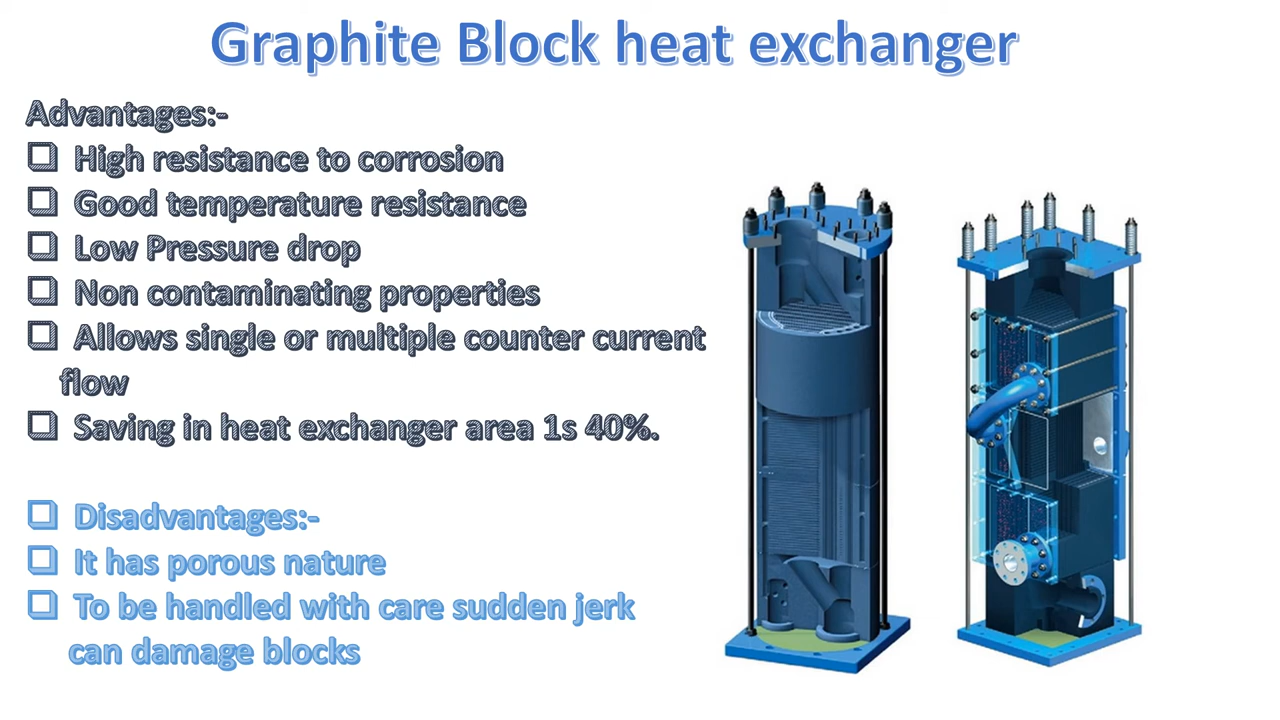 Graphite Block heat exchanger
Advantages:-
❑ High resistance to corrosion
❑ Good temperature resistance
❑ Low Pressure drop
❑ Non contaminating properties
❑ Allows single or multiple counter current
flow
❑ Saving in heat exchanger area 1s 40%.
❑ Disadvantages:-
❑ It has porous nature
❑ To be handled with care sudden jerk
can damage blocks